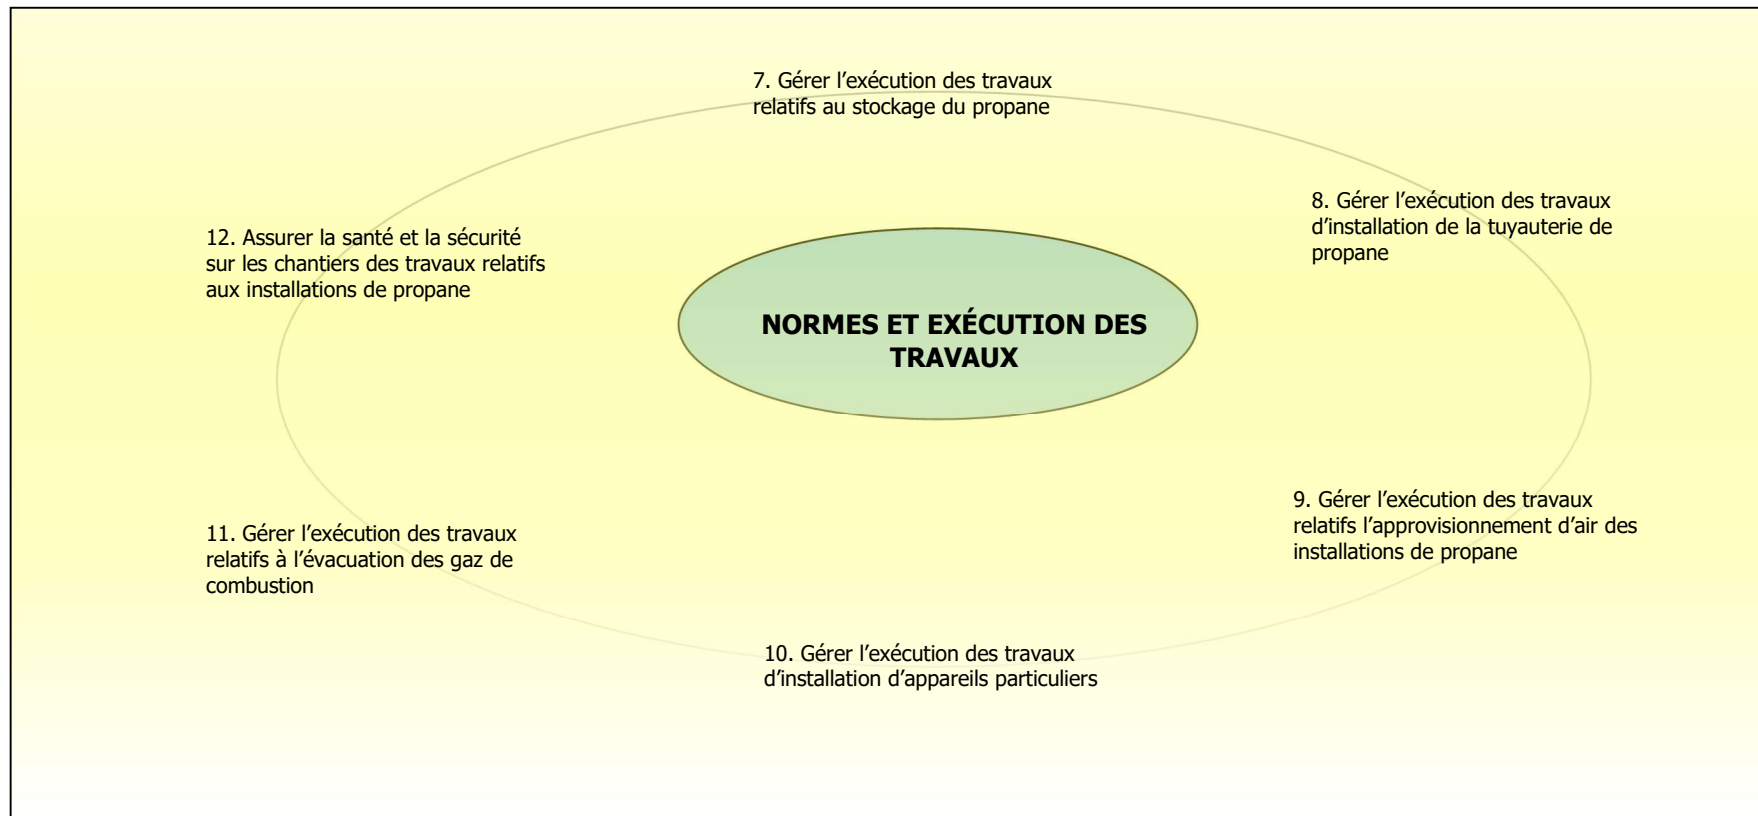 7. Gérer l’exécution des travaux
relatifs au stockage du propane
8. Gérer l’exécution des travaux
d’installation de la tuyauterie de
propane
12. Assurer la santé et la sécurité
sur les chantiers des travaux relatifs
aux installations de propane
NORMES ET EXÉCUTION DES
TRAVAUX
9. Gérer l’exécution des travaux
relatifs l’approvisionnement d’air des
installations de propane
11. Gérer l’exécution des travaux
relatifs à l’évacuation des gaz de
combustion
10. Gérer l’exécution des travaux
d’installation d’appareils particuliers